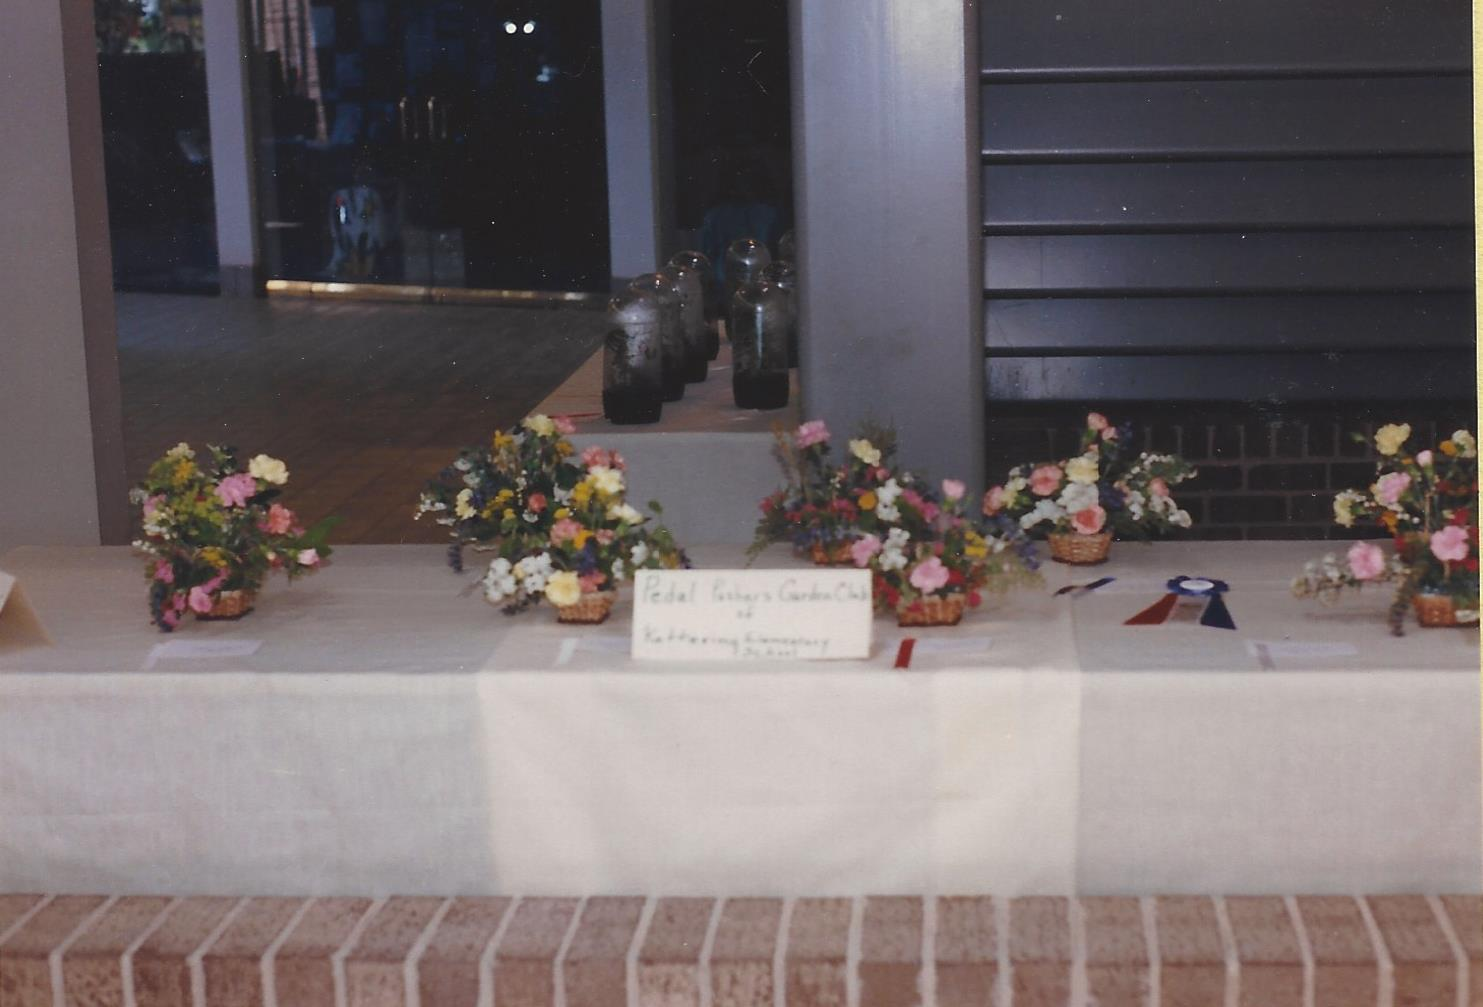 Pedal Pushers Garden Club
of
Kettering Elementary
School